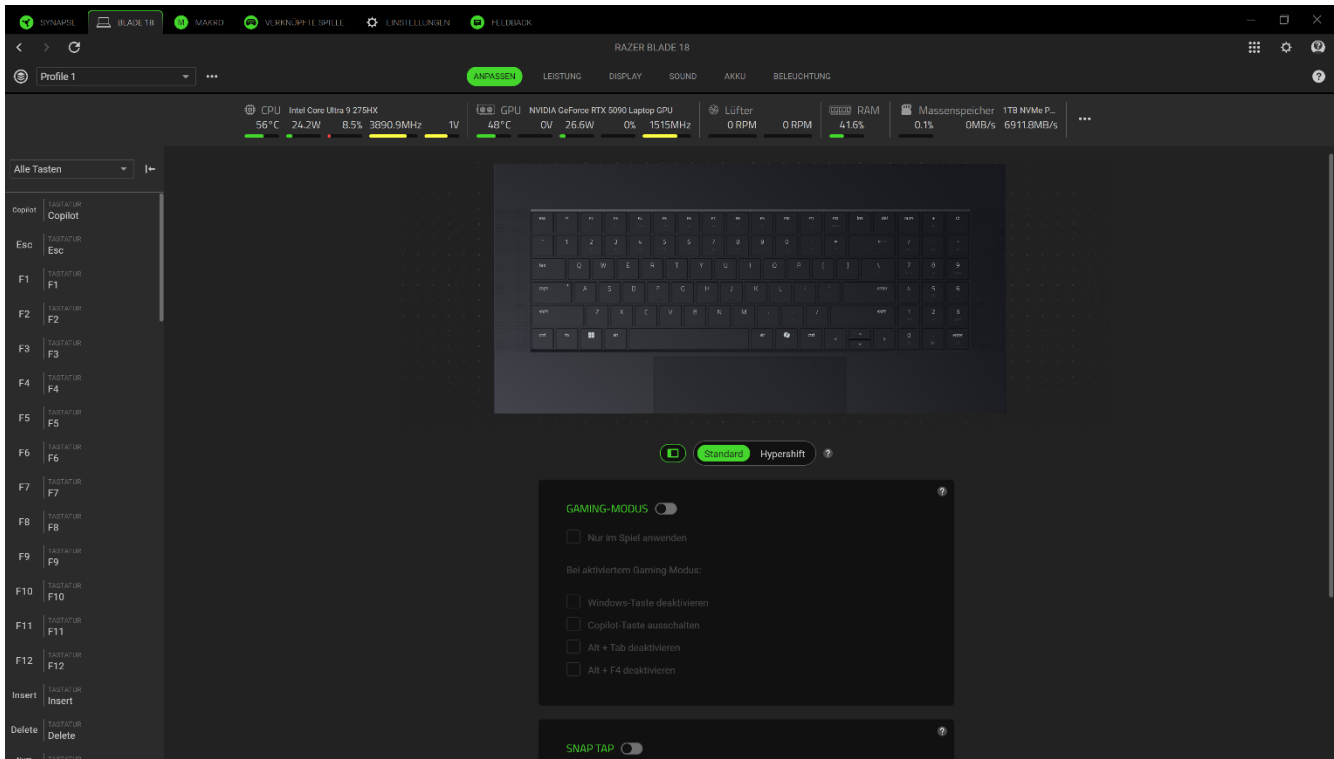 SYNAPSE BLADE 18 MAKRO VERKNÜPFTE SPIELE EINSTELLUNGEN FEEDBACK
RAZER BLADE 18
Profile 1 ANPASSEN LEISTUNG DISPLAY SOUND AKKU BELEUCHTUNG
CPU Intel Core Ultra 9 275HX GPU NVIDIA GeForce RTX 5090 Laptop GPU Lüfter RAM Massenspeicher 1TB NVMe P...
56°C 24.2W 8.5% 3890.9MHz 1V 48°C 0V 26.6W 0% 1515MHz 0 RPM 0 RPM 41.6% 0.1% 0MB/s 6911.8MB/s
Alle Tasten
Copilot TASTATUR
Copilot
Esc TASTATUR
Esc
F1 TASTATUR
F1
F2 TASTATUR
F2
F3 TASTATUR
F3
F4 TASTATUR
F4
F5 TASTATUR
F5
F6 TASTATUR
F6
F7 TASTATUR
F7
F8 TASTATUR
F8
F9 TASTATUR
F9
F10 TASTATUR
F10
F11 TASTATUR
F11
F12 TASTATUR
F12
Insert TASTATUR
Insert
Delete TASTATUR
Delete
Q W E R T Y U I O P
A S D F G H J K L
Z X C V B N M
Standard Hypershift
GAMING-MODUS
Nur im Spiel anwenden
Bei aktiviertem Gaming-Modus:
Windows-Taste deaktivieren
Copilot-Taste ausschalten
Alt + Tab deaktivieren
Alt + F4 deaktivieren
SNAP TAP